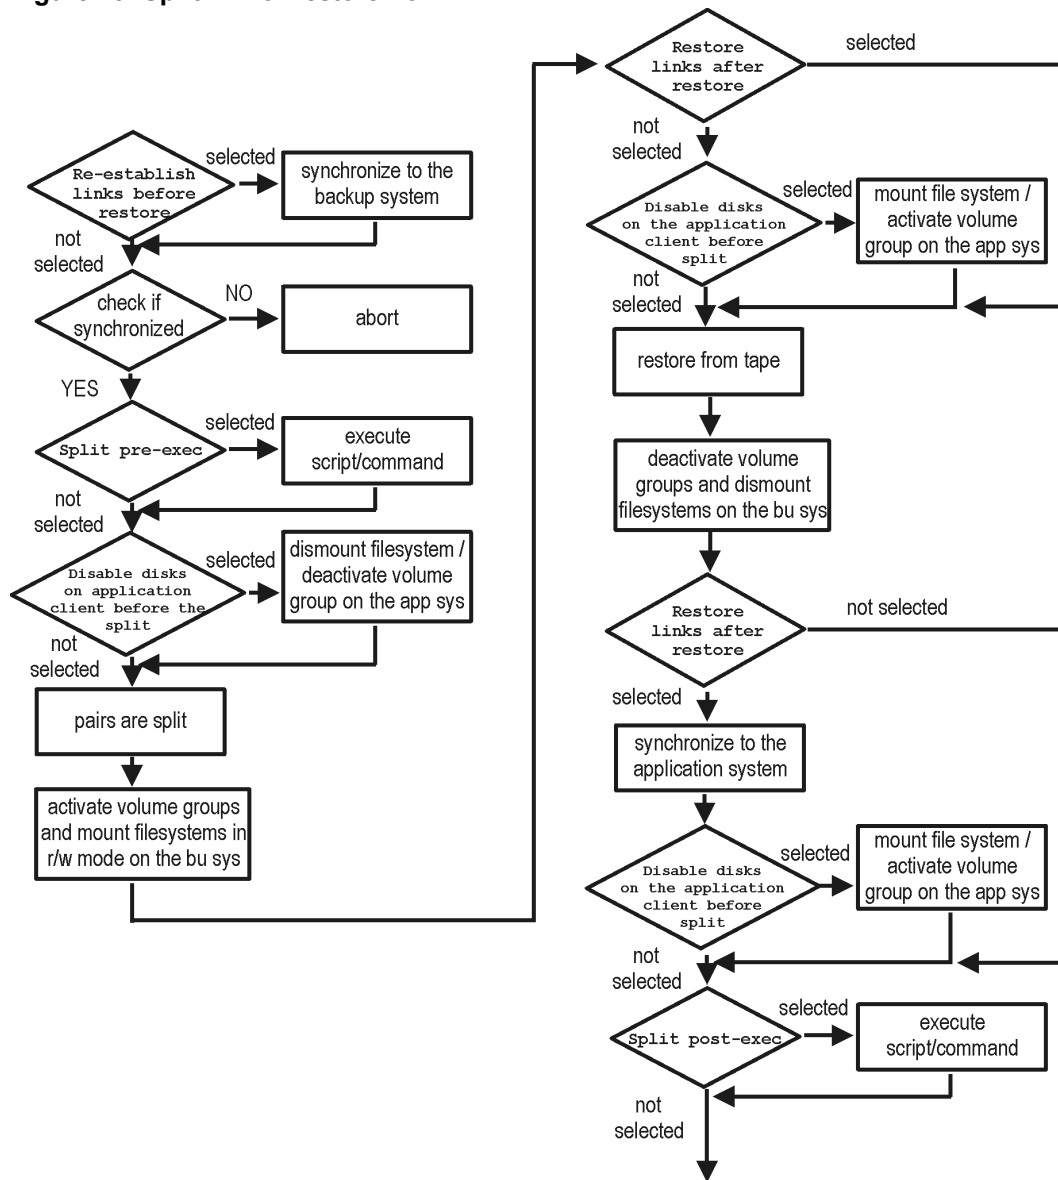 Re-establish
links before
restore
selected
synchronize to the
backup system
not
selected
check if
synchronized
NO
abort
YES
Split pre-exec
selected
execute
script/command
not
selected
Disable disks
on application
client before the
split
selected
dismount filesystem /
deactivate volume
group on the app sys
not
selected
pairs are split
activate volume groups
and mount filesystems in
r/w mode on the bu sys
Restore
links after
restore
selected
not
selected
Disable disks
on the application
client before
split
selected
mount file system /
activate volume
group on the app sys
not
selected
restore from tape
deactivate volume
groups and dismount
filesystems on the bu sys
Restore
links after
restore
not selected
selected
synchronize to the
application system
Disable disks
on the application
client before
split
selected
mount file system /
activate volume
group on the app sys
not
selected
Split post-exec
selected
execute
script/command
not
selected